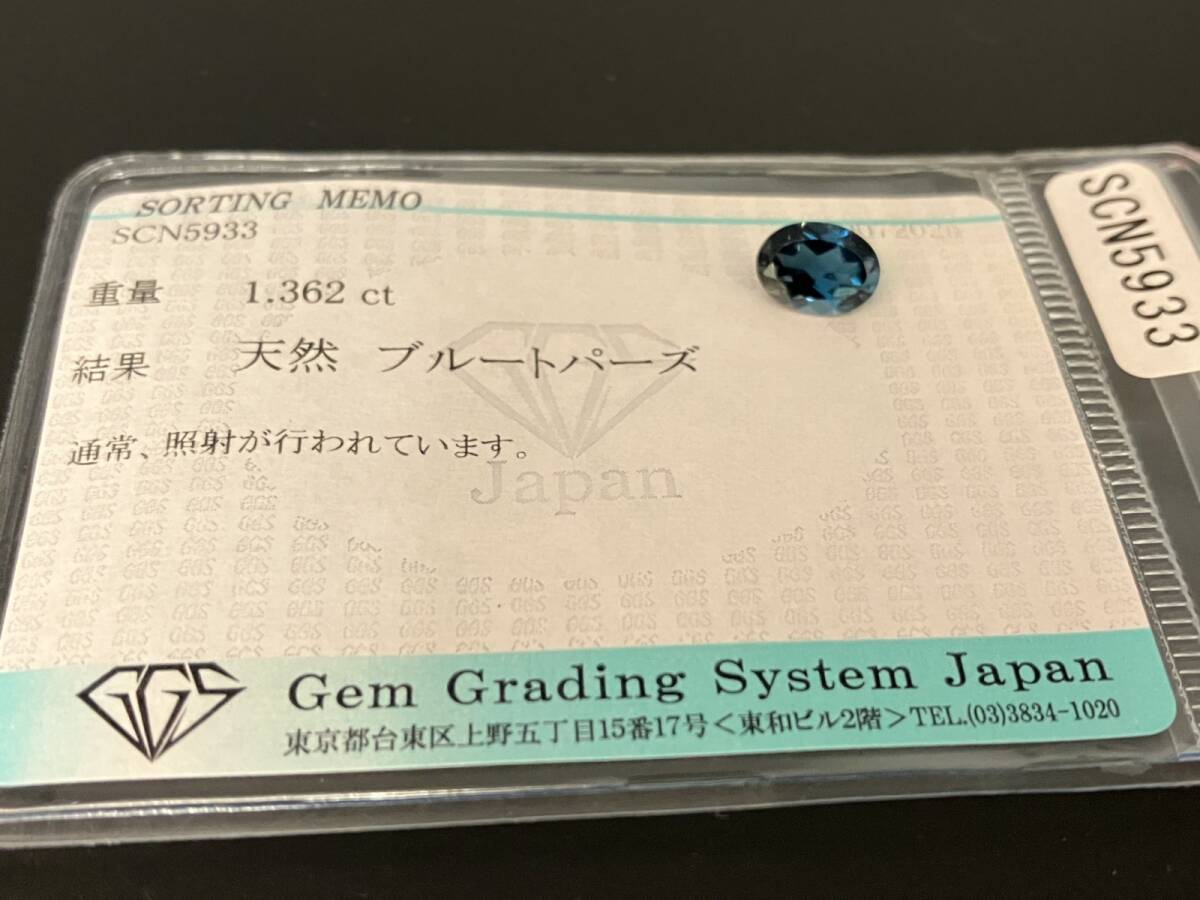 SORTING MEMO
SCN5933
重量 1.362 ct
結果 天然 ブルートパーズ
通常、照射が行われています。
Japan
GGS Gem Grading System Japan
東京都台東区上野五丁目15番17号＜東和ビル2階＞TEL.(03)3834-1020
SCN5933